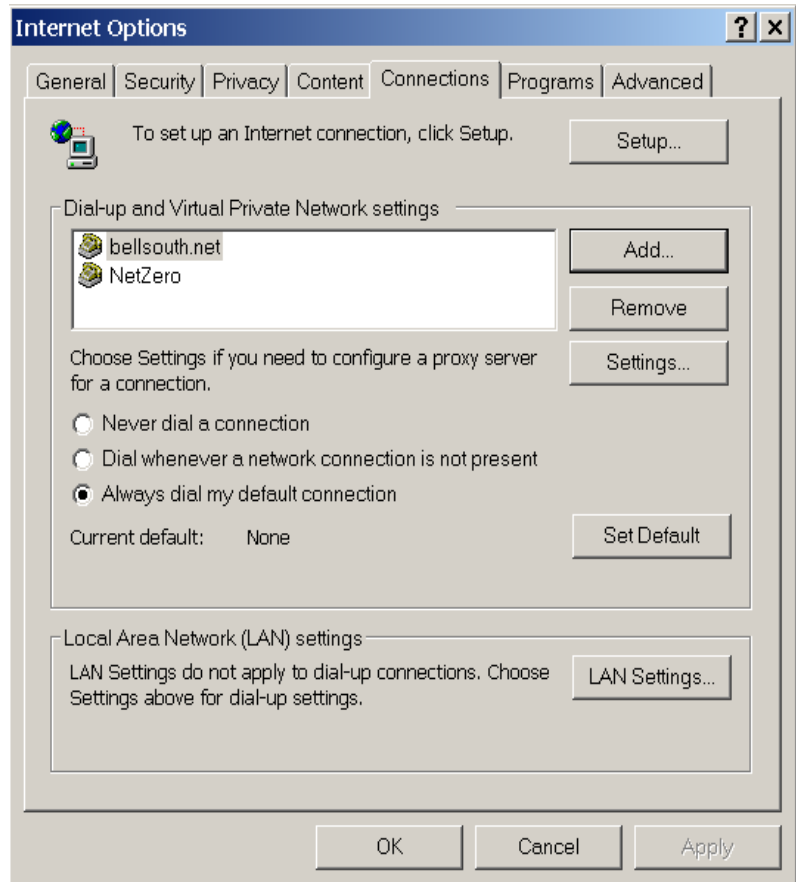 Internet Options
? ×
General Security Privacy Content Connections Programs Advanced
To set up an Internet connection, click Setup.
Setup...
Dial-up and Virtual Private Network settings
bellsouth.net
NetZero
Add...
Remove
Choose Settings if you need to configure a proxy server
for a connection.
Settings...
Never dial a connection
Dial whenever a network connection is not present
Always dial my default connection
Current default: None
Set Default
Local Area Network (LAN) settings
LAN Settings do not apply to dial-up connections. Choose
Settings above for dial-up settings.
LAN Settings...
OK Cancel Apply